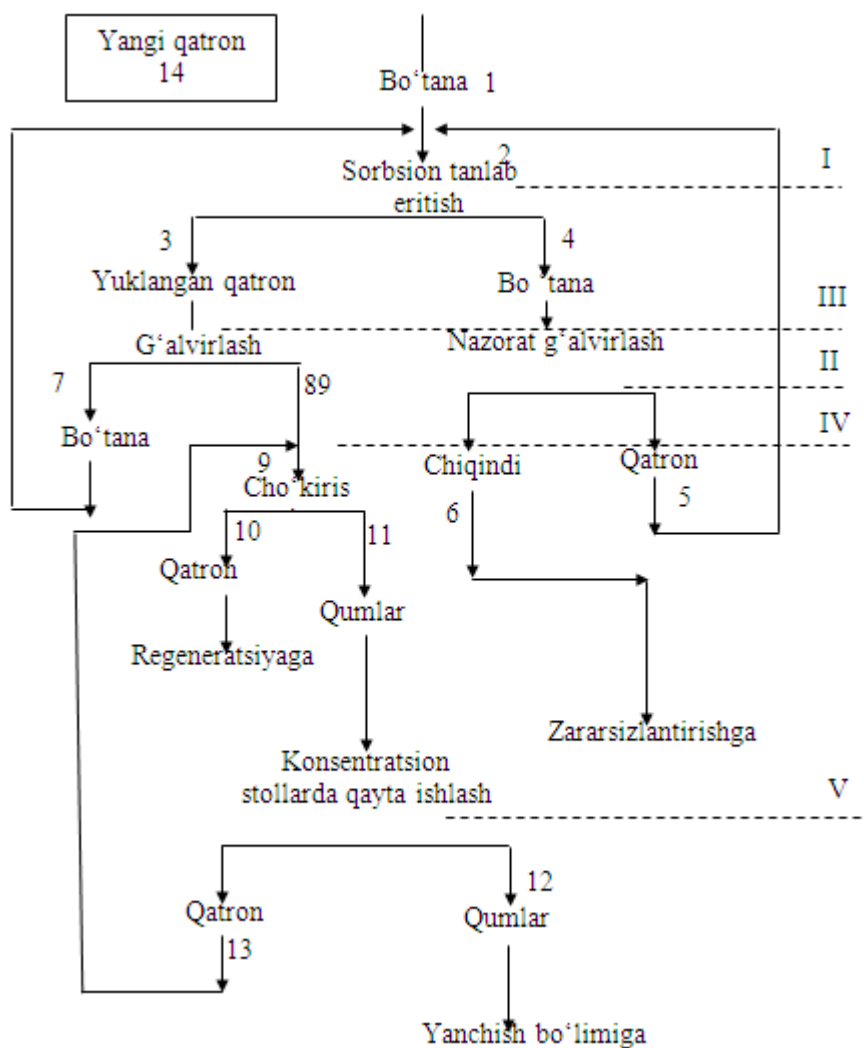 Yangi qatron
14
Bo‘tana 1
2
I
Sorbsion tanlab
eritish
3
4
Yuklangan qatron
Bo ‘tana
III
G‘alvirlash
Nazorat g‘alvirlash
II
7
89
IV
Bo‘tana
9
Chiqindi
Qatron
Cho‘kiris
6
5
10
11
Qatron
Qumlar
Regeneratsiyaga
Zararsizlantirishga
Konsentratsion
stollarda qayta ishlash
V
12
Qatron
Qumlar
13
Yanchish bo‘limiga